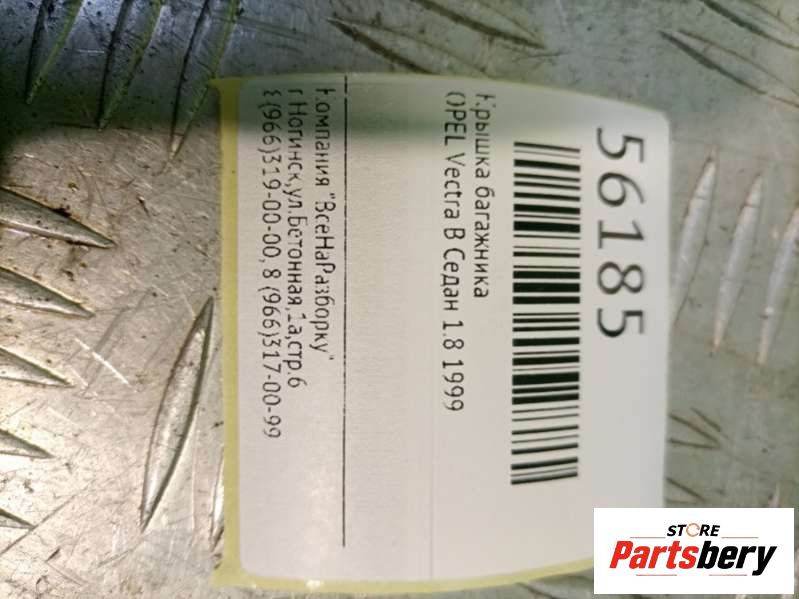 56185
Крышка багажника
OPEL Vectra B Седан 1.8 1999
Компания "ВсеНаРазборку"
г Ногинск,ул.Бетонная,1а,стр.6
8(966)319-00-00, 8 (966)317-00-99
STORE
Partsbery